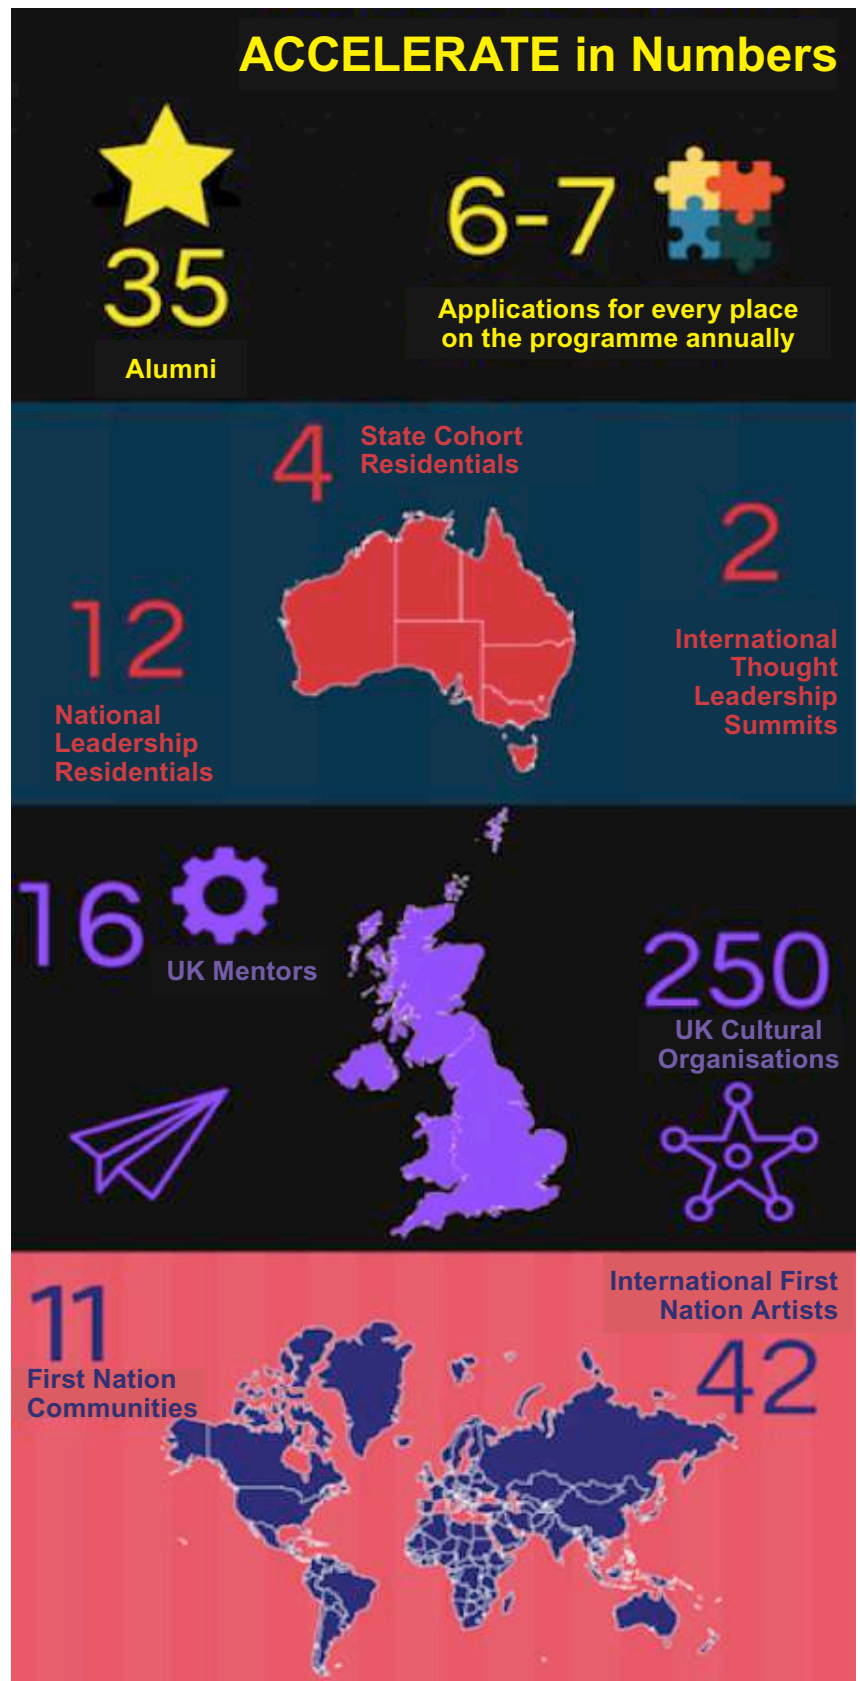 ACCELERATE in Numbers
35
Alumni
6-7
Applications for every place
on the programme annually
4
State Cohort
Residentials
12
National
Leadership
Residentials
2
International
Thought
Leadership
Summits
16
UK Mentors
250
UK Cultural
Organisations
11
First Nation
Communities
International First
Nation Artists
42